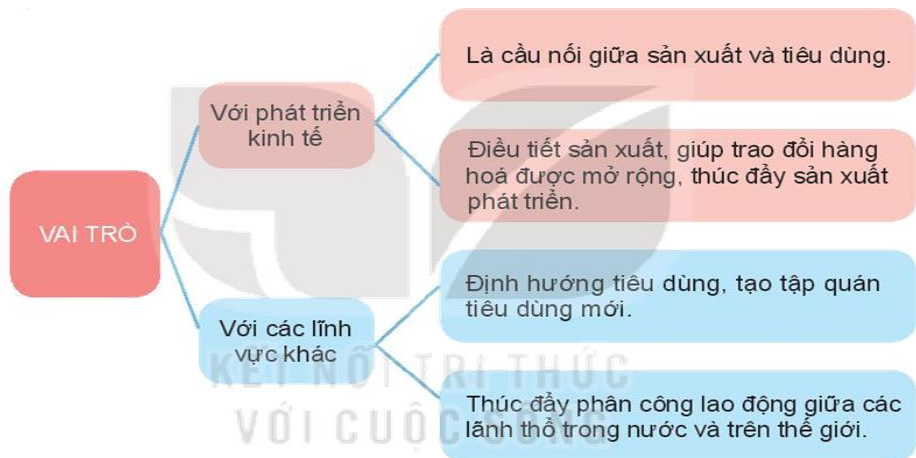 VAI TRÒ
Với phát triển
kinh tế
Là cầu nối giữa sản xuất và tiêu dùng.
Điều tiết sản xuất, giúp trao đổi hàng
hoá được mở rộng, thúc đẩy sản xuất
phát triển.
Với các lĩnh
vực khác
Định hướng tiêu dùng, tạo tập quán
tiêu dùng mới.
Thúc đẩy phân công lao động giữa các
lãnh thổ trong nước và trên thế giới.
KẾT NỐI TRI THỨC
VỚI CUỘC SỐNG